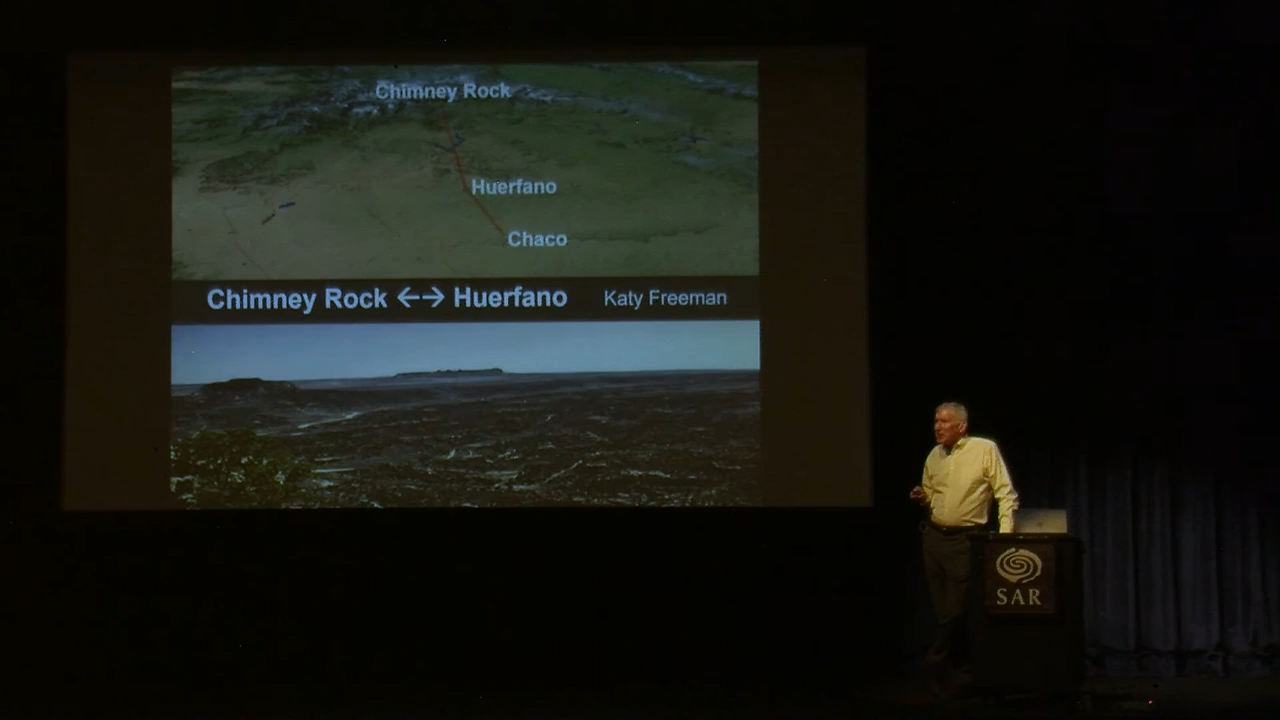 Chimney Rock
Huerfano
Chaco
Chimney Rock ←→ Huerfano Katy Freeman
SAR